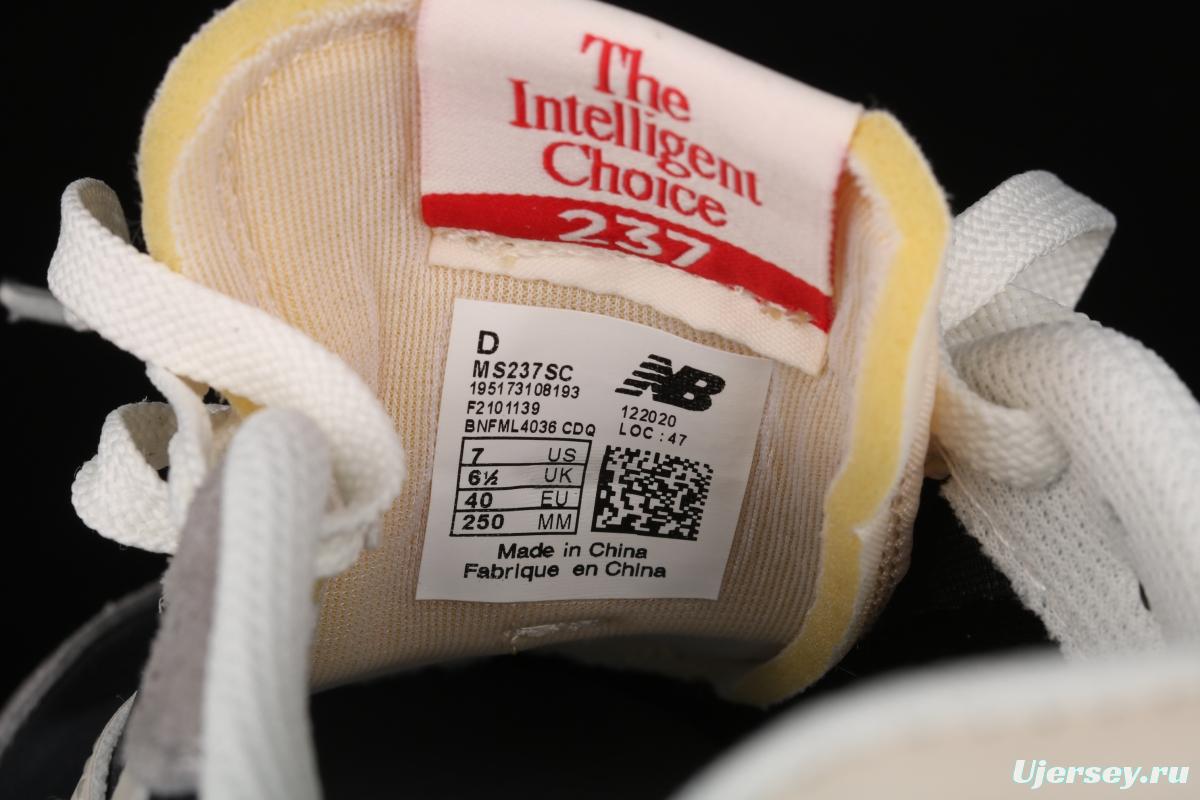 The
Intelligent
Choice
237
D
MS237SC
195173108193
F2101139
BNFML4036 CDQ
NB
122020
LOC : 47
7 US
6½ UK
40 EU
250 MM
Made in China
Fabrique en China
Ujersey.ru